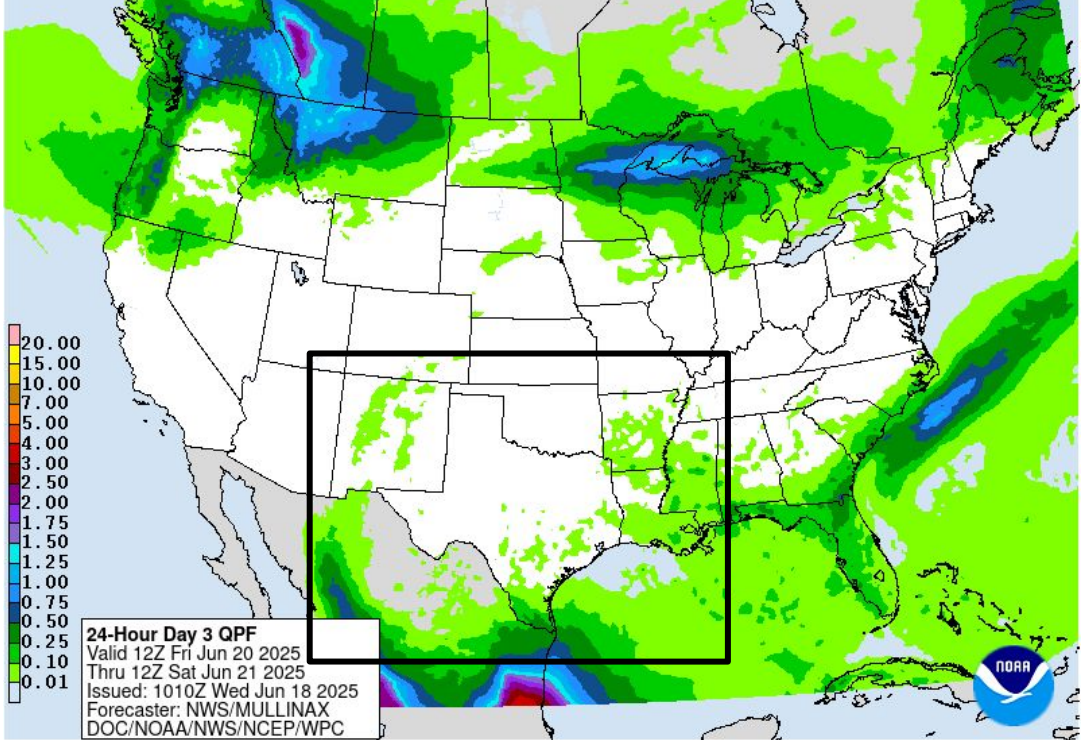 20.00
15.00
10.00
7.00
5.00
4.00
3.00
2.50
2.00
1.75
1.50
1.25
1.00
0.75
0.50
0.25
0.10
0.01
24-Hour Day 3 QPF
Valid 12Z Fri Jun 20 2025
Thru 12Z Sat Jun 21 2025
Issued: 1010Z Wed Jun 18 2025
Forecaster: NWS/MULLINAX
DOC/NOAA/NWS/NCEP/WPC
NOAA